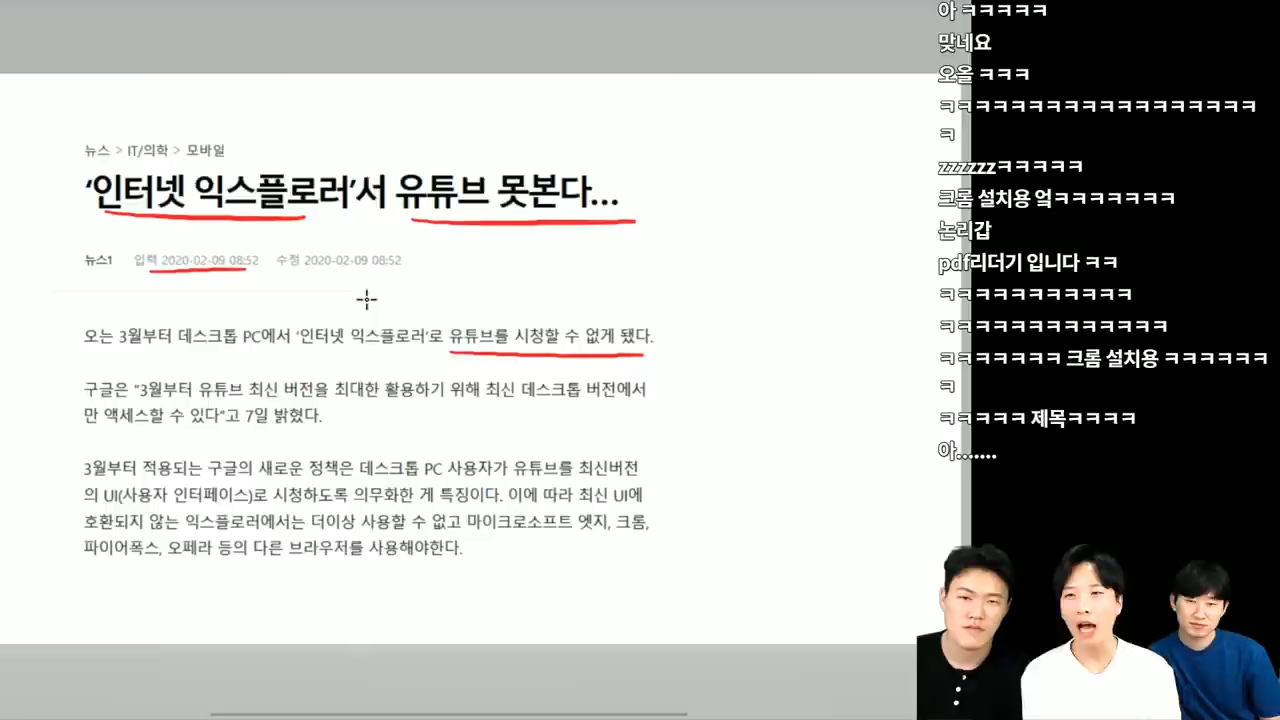 뉴스 > IT/의학 > 모바일
‘인터넷 익스플로러’서 유튜브 못본다...
뉴스1 입력 2020-02-09 08:52 수정 2020-02-09 08:52
오는 3월부터 데스크톱 PC에서 ‘인터넷 익스플로러’로 유튜브를 시청할 수 없게 됐다.
구글은 “3월부터 유튜브 최신 버전을 최대한 활용하기 위해 최신 데스크톱 버전에서
만 액세스할 수 있다”고 7일 밝혔다.
3월부터 적용되는 구글의 새로운 정책은 데스크톱 PC 사용자가 유튜브를 최신버전
의 UI(사용자 인터페이스)로 시청하도록 의무화한 게 특징이다. 이에 따라 최신 UI에
호환되지 않는 익스플로러에서는 더이상 사용할 수 없고 마이크로소프트 엣지, 크롬,
파이어폭스, 오페라 등의 다른 브라우저를 사용해야한다.
아 ㅋㅋㅋㅋㅋ
맞네요
오올 ㅋㅋㅋ
ㅋㅋㅋㅋㅋㅋㅋㅋㅋㅋㅋㅋㅋㅋㅋㅋㅋㅋ
ㅋ
zzzzzzㅋㅋㅋㅋㅋ
크롬 설치용 엌ㅋㅋㅋㅋㅋㅋㅋ
논리갑
pdf리더기 입니다 ㅋㅋ
ㅋㅋㅋㅋㅋㅋㅋㅋㅋㅋㅋ
ㅋㅋㅋㅋㅋㅋㅋㅋㅋㅋㅋㅋㅋ
ㅋㅋㅋㅋㅋㅋㅋ 크롬 설치용 ㅋㅋㅋㅋㅋㅋ
ㅋ
ㅋㅋㅋㅋㅋ 제목ㅋㅋㅋㅋ
아.......